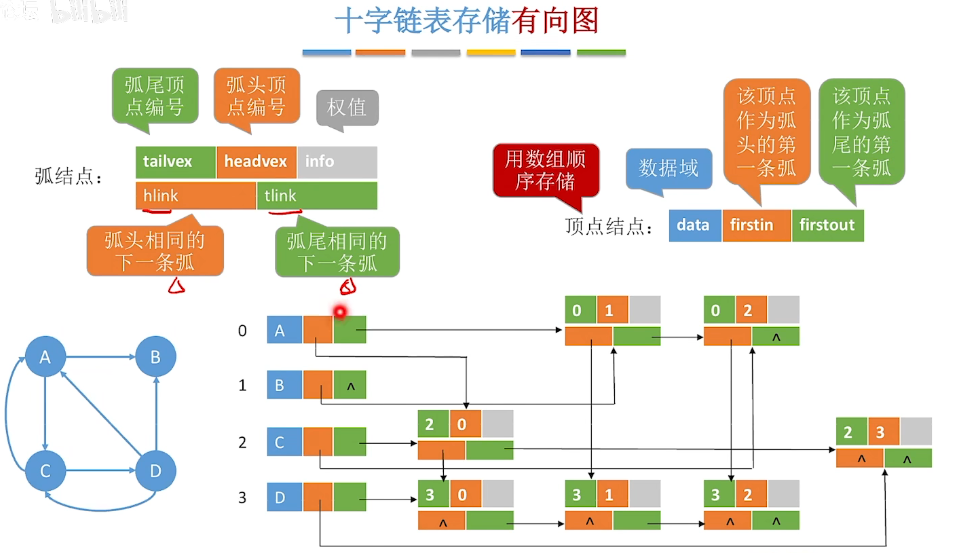 十字链表存储有向图
弧尾顶
点编号
弧头顶
点编号
权值
弧结点：
tailvex headvex info
hlink tlink
弧头相同的
下一条弧
弧尾相同的
下一条弧
用数组顺
序存储
数据域
该顶点
作为弧
头的第
一条弧
该顶点
作为弧
尾的第
一条弧
顶点结点：
data firstin firstout
A B
C D
0 A
0 1
0 2
^
1 B ^
2 C
2 0
2 3
^ ^
3 D
3 0
^
3 1
^
3 2
^ ^